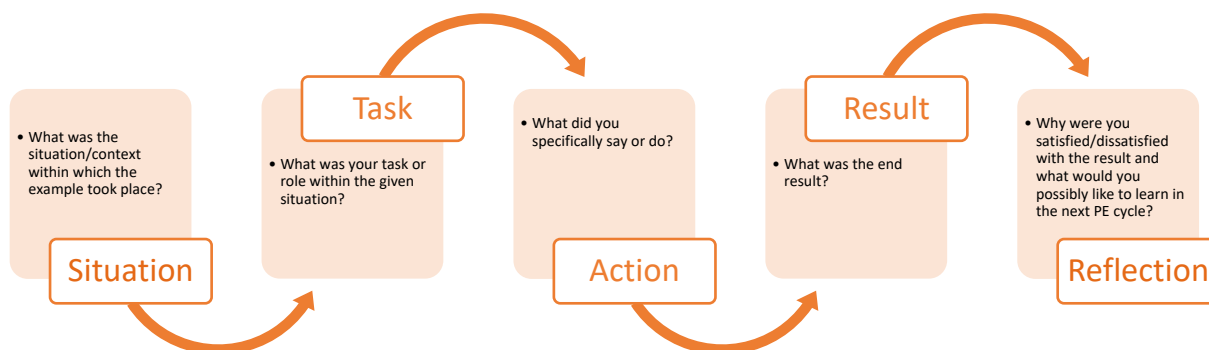 • What was the
situation/context
within which the
example took place?
Situation
Task
• What was your task or
role within the given
situation?
• What did you
specifically say or do?
Action
Result
• What was the end
result?
• Why were you
satisfied/dissatisfied
with the result and
what would you
possibly like to learn in
the next PE cycle?
Reflection